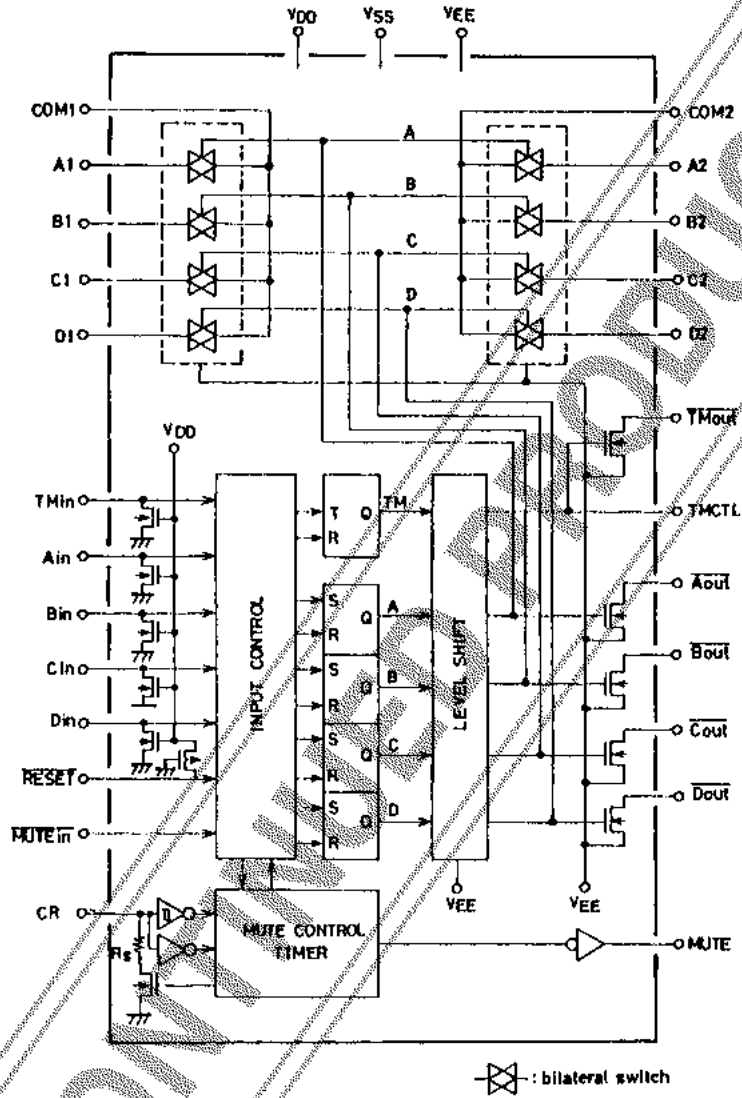 VDD VSS VEE
COM1 COM2
A
A1 A2
B
B1 B2
C
C1 C2
D
D1 D2
VDD
TMout
TMin T Q TM TMCTL
R
Ain Aout
S A
Bin Q
R
S Bout
CIn Q B
R
Din S Cout
INPUT CONTROL LEVEL SHIFT
Q C
RESET R
S Dout
Q D
MUTEin R
VEE VEE
CR MUTE CONTROL
TIMER MUTE
Rs
: bilateral switch
DISCONTINUED PRODUCT